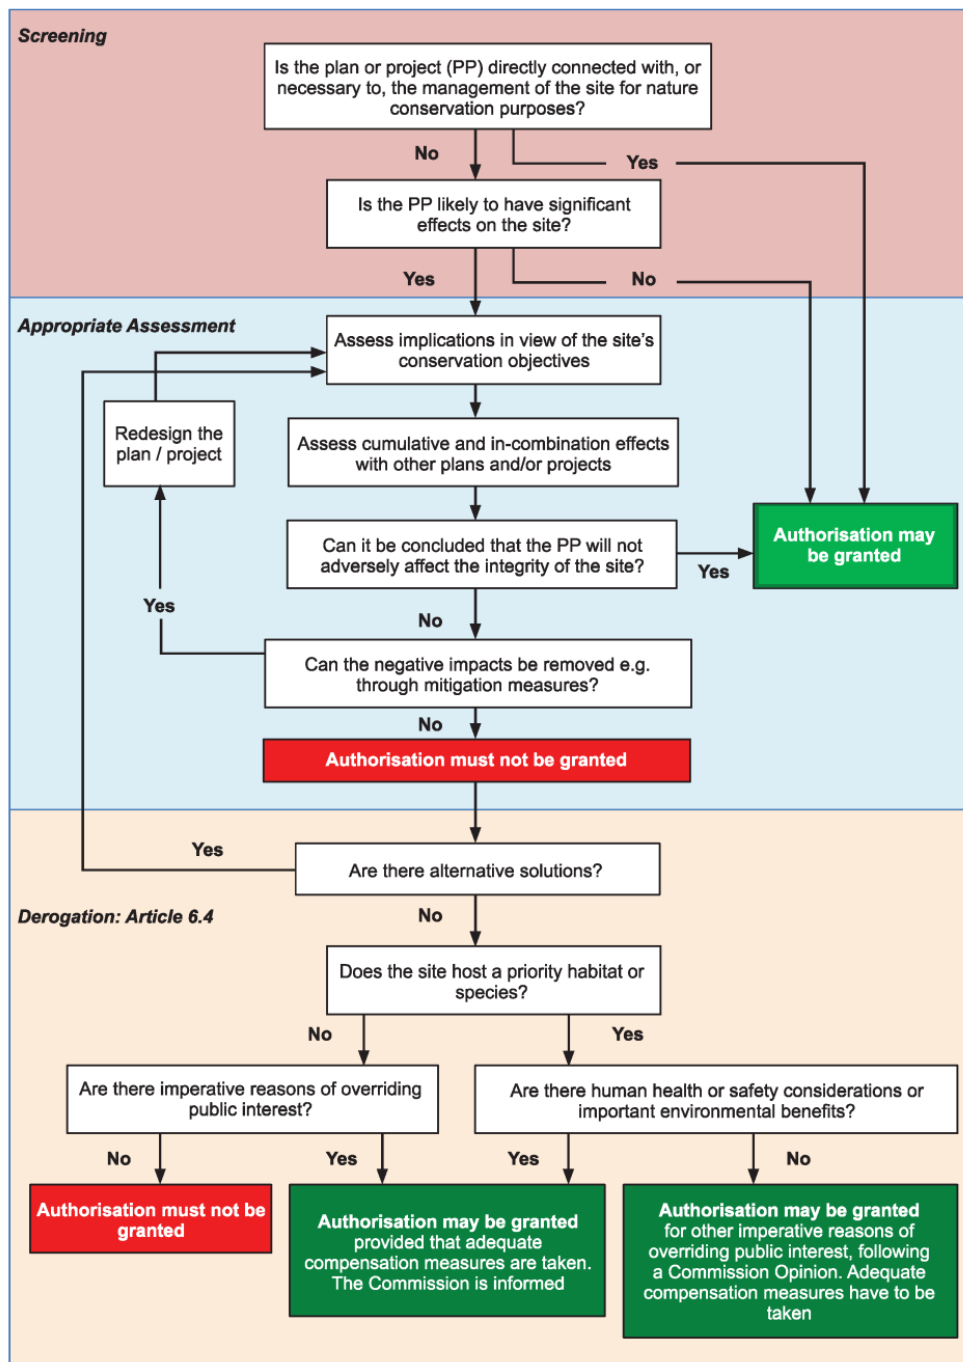 Screening
Is the plan or project (PP) directly connected with, or
necessary to, the management of the site for nature
conservation purposes?
No
Yes
Is the PP likely to have significant
effects on the site?
Yes
No
Appropriate Assessment
Assess implications in view of the site's
conservation objectives
Redesign the
plan / project
Assess cumulative and in-combination effects
with other plans and/or projects
Can it be concluded that the PP will not
adversely affect the integrity of the site?
Yes
Authorisation may
be granted
Yes
No
Can the negative impacts be removed e.g.
through mitigation measures?
No
Authorisation must not be granted
Yes
Are there alternative solutions?
Derogation: Article 6.4
No
Does the site host a priority habitat or
species?
No
Yes
Are there imperative reasons of overriding
public interest?
Are there human health or safety considerations or
important environmental benefits?
No
Yes
Yes
No
Authorisation must not be
granted
Authorisation may be granted
provided that adequate
compensation measures are taken.
The Commission is informed
Authorisation may be granted
for other imperative reasons of
overriding public interest, following
a Commission Opinion. Adequate
compensation measures have to be
taken